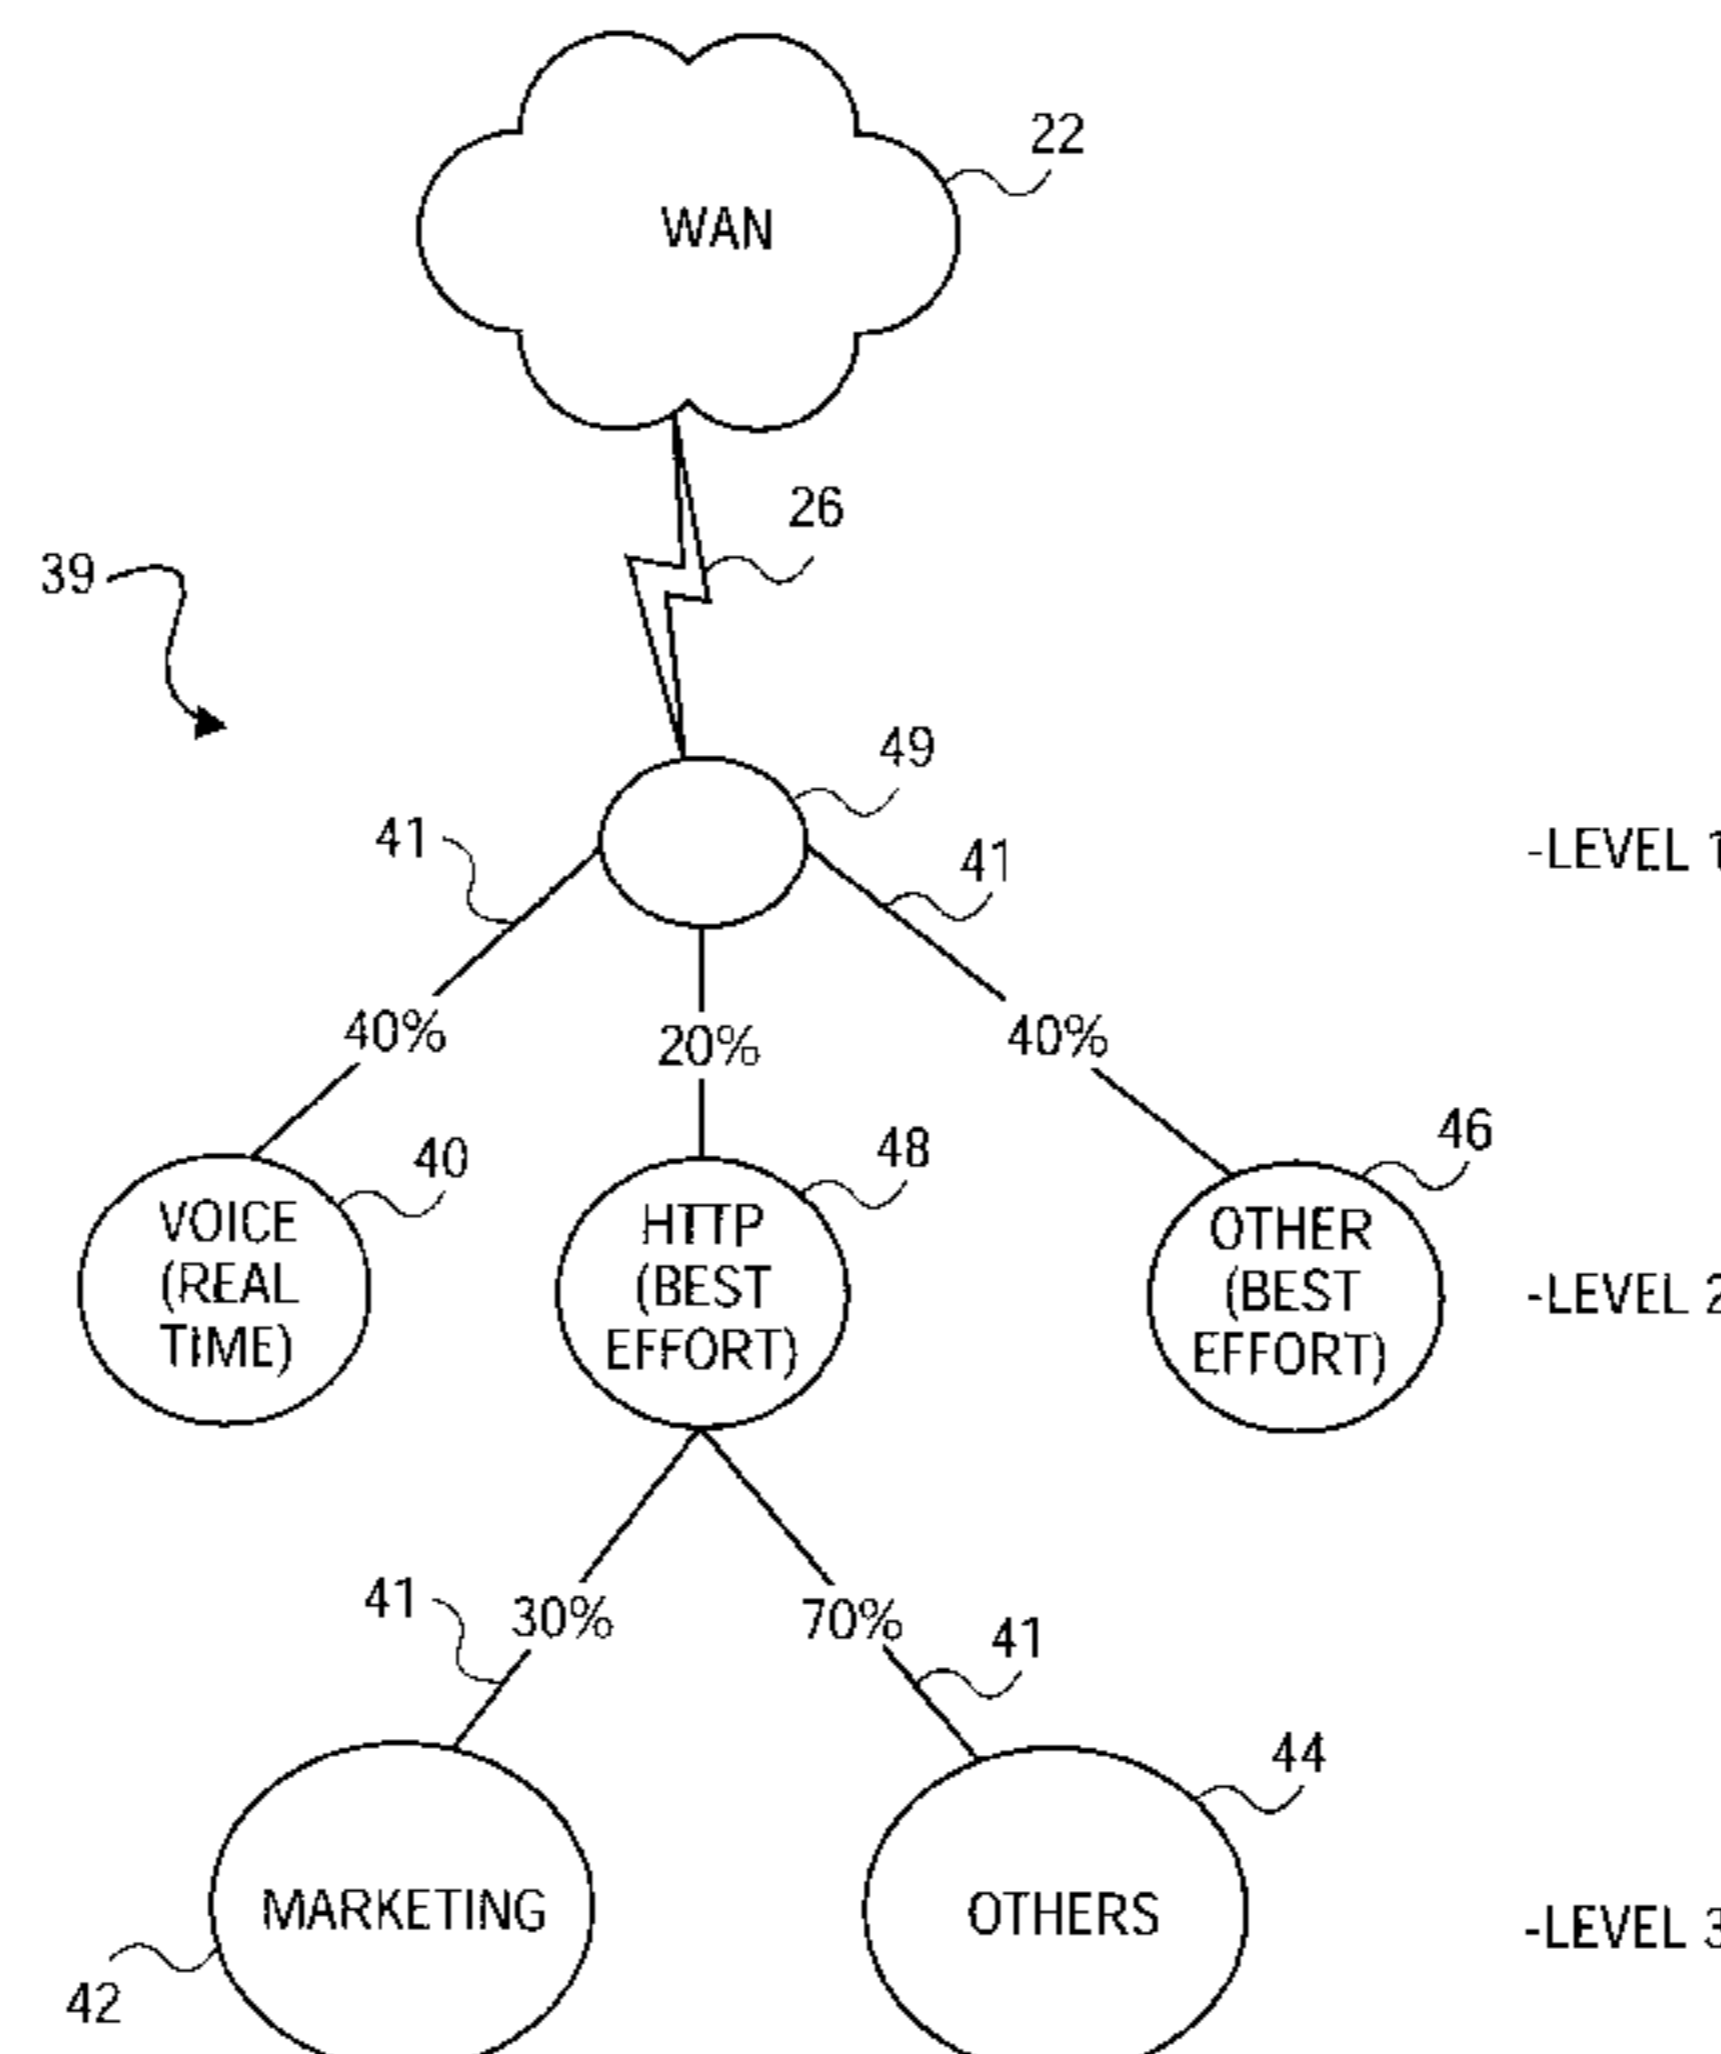 22
WAN
26
39
49
41
41
-LEVEL 1
40%
20%
40%
40
48
46
VOICE
(REAL
TIME)
HTTP
(BEST
EFFORT)
OTHER
(BEST
EFFORT)
-LEVEL 2
41
30%
70%
41
44
MARKETING
OTHERS
-LEVEL 3
42